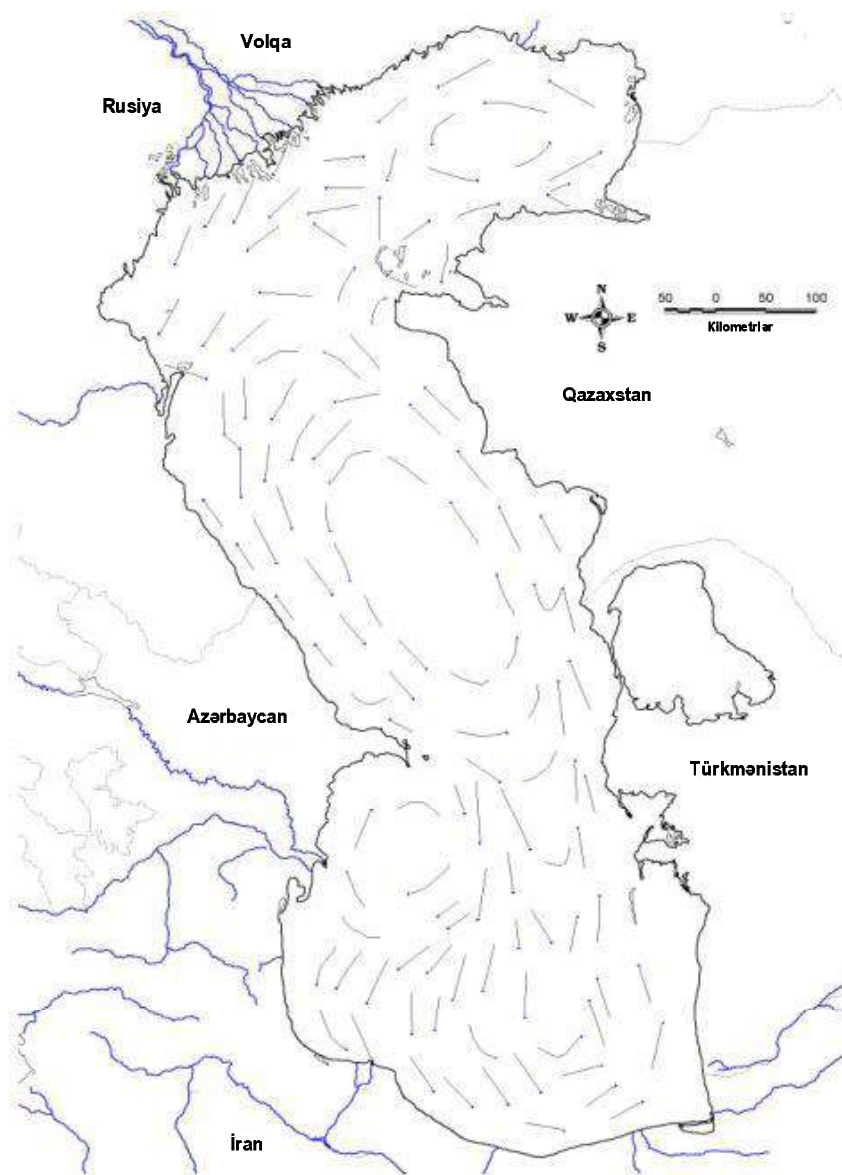 Volqa
Rusiya
N
W E
S
50 0 50 100
Kilometrlər
Qazaxstan
Azərbaycan
Türkmənistan
İran